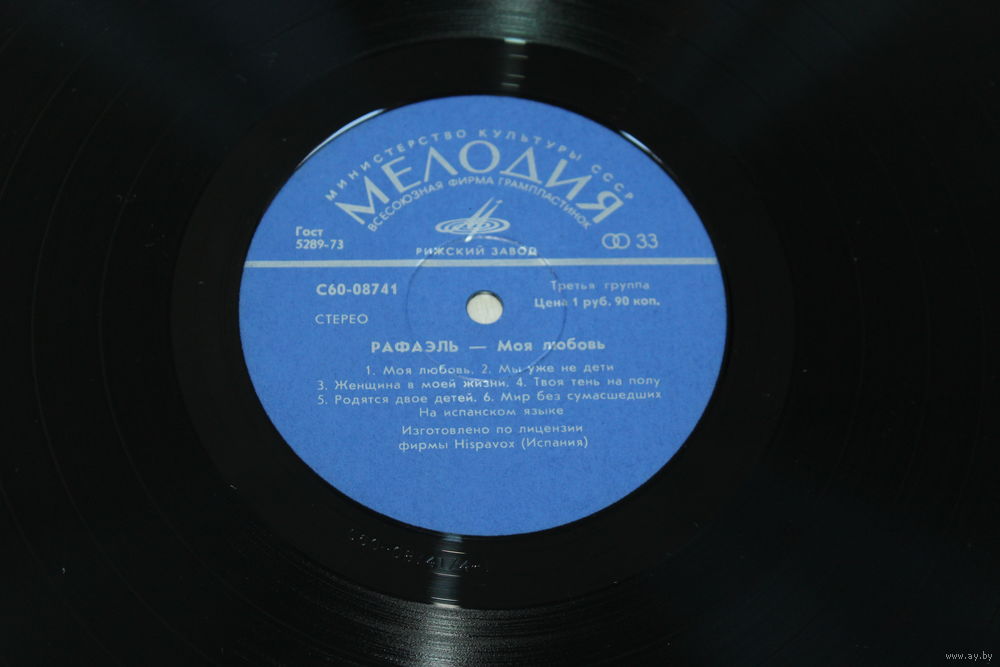 МИНИСТЕРСТВО КУЛЬТУРЫ СССР
МЕЛОДИЯ
ВСЕСОЮЗНАЯ ФИРМА ГРАМПЛАСТИНОК
Гост
5289-73
33
РИЖСКИЙ ЗАВОД
С60-08741
Третья группа
Цена 1 руб. 90 коп.
СТЕРЕО
РАФАЭЛЬ — Моя любовь
1. Моя любовь. 2. Мы уже не дети
3. Женщина в моей жизни. 4. Твоя тень на полу
5. Родятся двое детей. 6. Мир без сумасшедших
На испанском языке
Изготовлено по лицензии
фирмы Hispavox (Испания)
www.ay.by